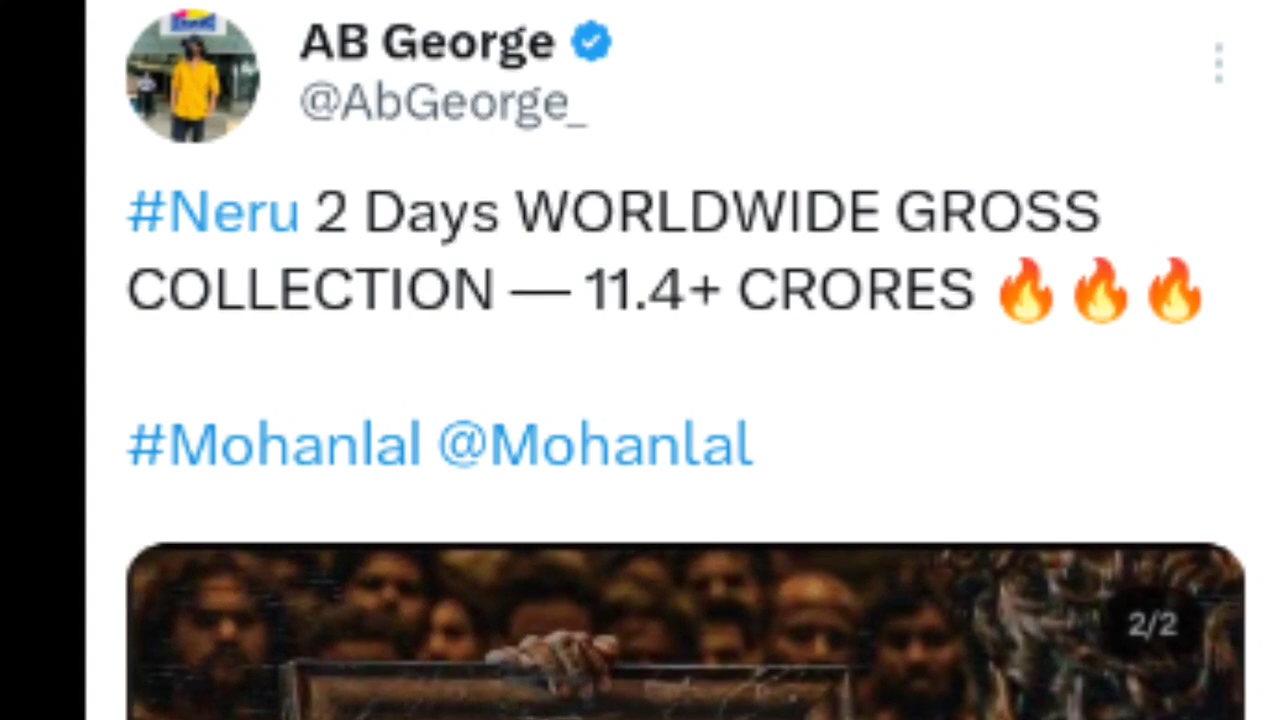 AB George
@AbGeorge_
#Neru 2 Days WORLDWIDE GROSS
COLLECTION — 11.4+ CRORES 🔥🔥🔥
#Mohanlal @Mohanlal
2/2